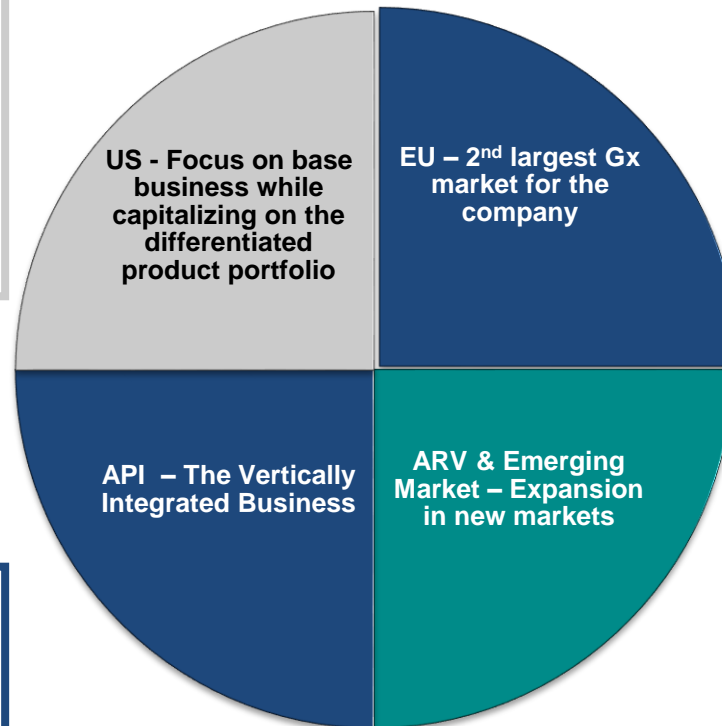 US - Focus on base
business while
capitalizing on the
differentiated
product portfolio
EU – 2nd largest Gx
market for the
company
API – The Vertically
Integrated Business
ARV & Emerging
Market – Expansion
in new markets